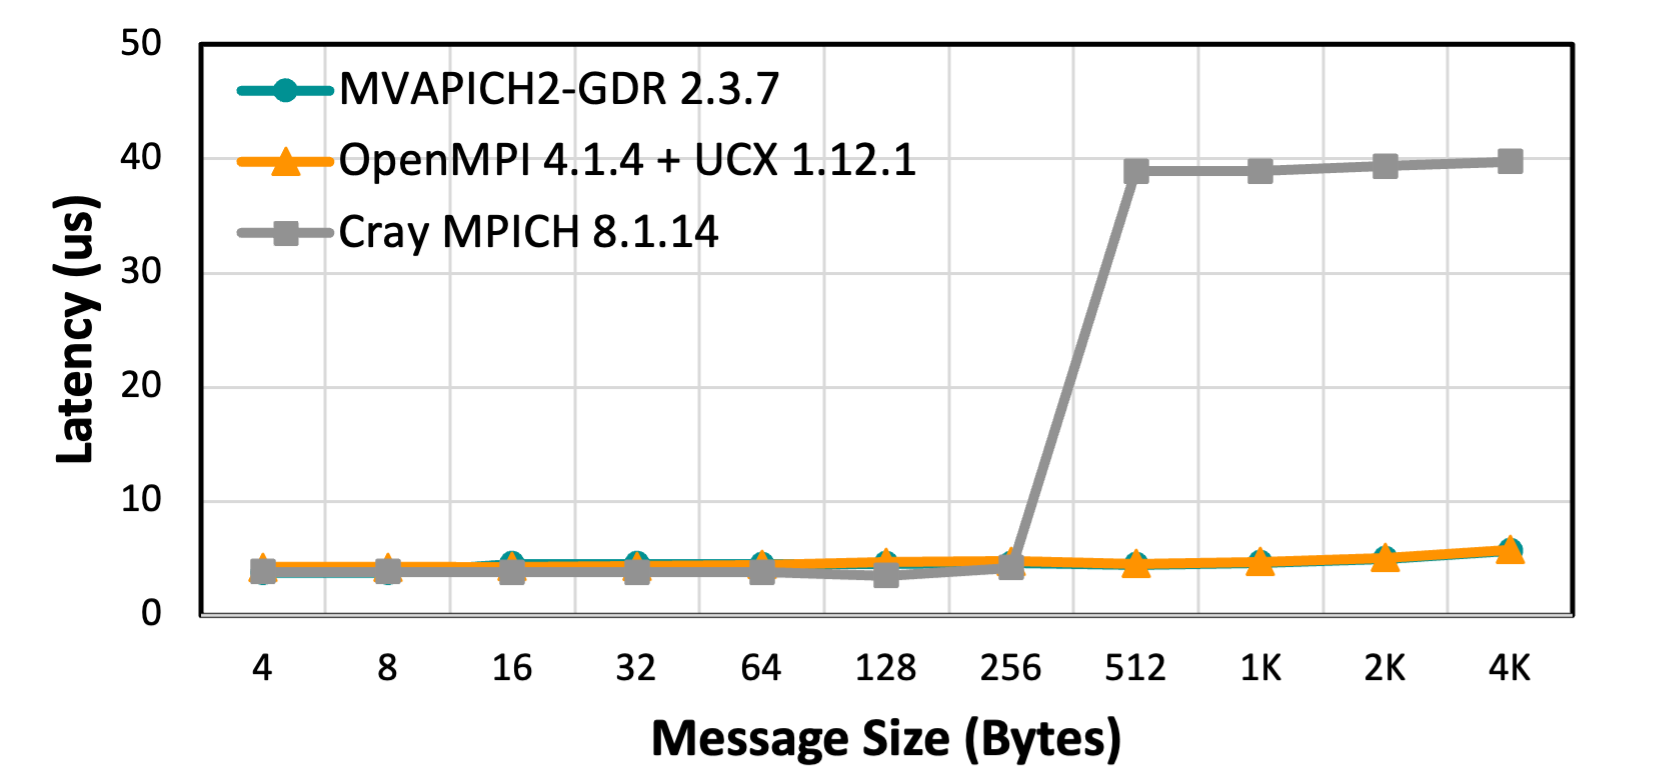 50
40
30
20
10
0
Latency (us)
MVAPICH2-GDR 2.3.7
OpenMPI 4.1.4 + UCX 1.12.1
Cray MPICH 8.1.14
4 8 16 32 64 128 256 512 1K 2K 4K
Message Size (Bytes)